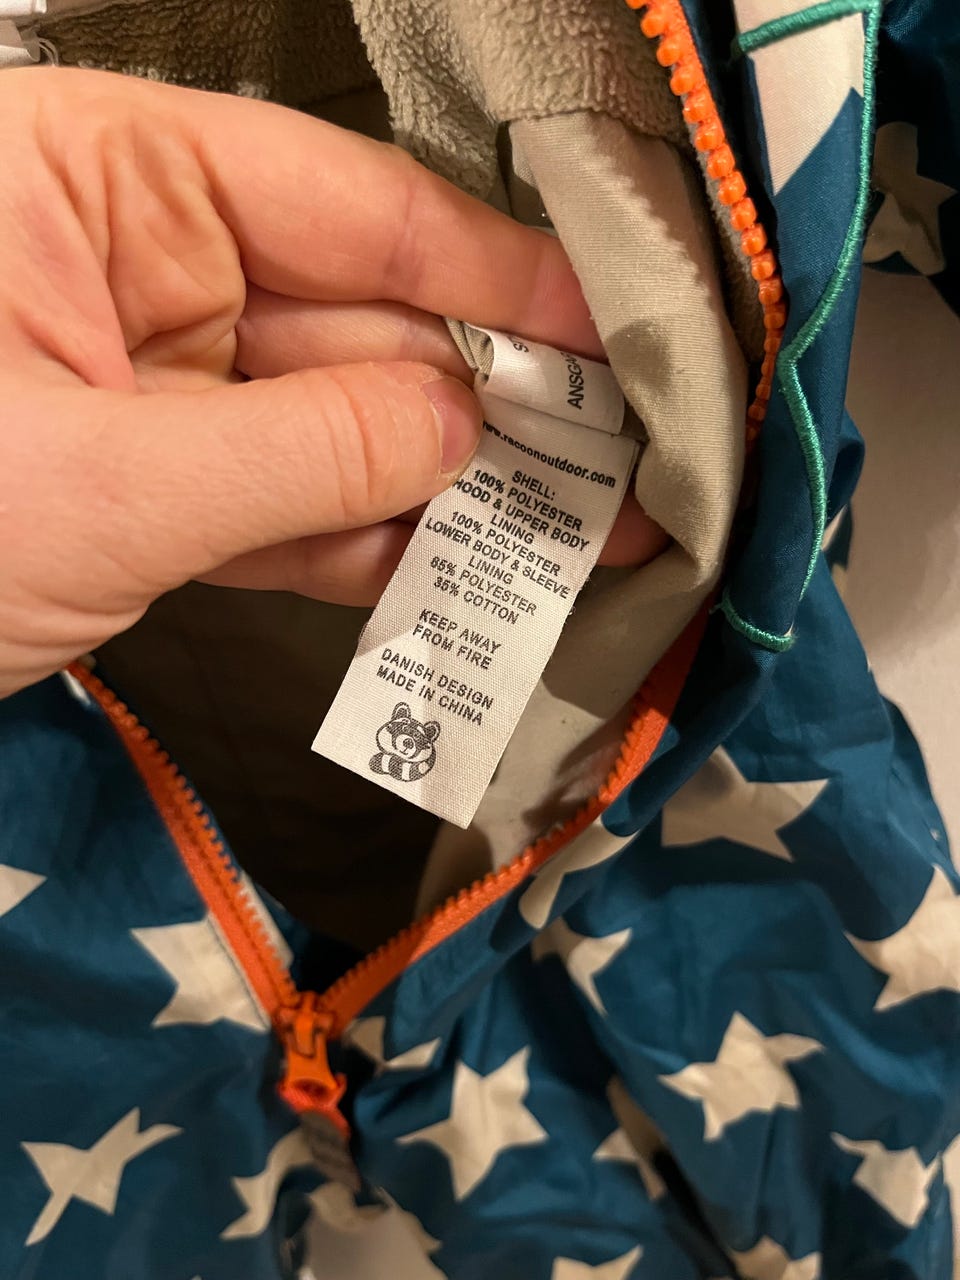 ANSGA
www.racoonoutdoor.com
SHELL:
100% POLYESTER
HOOD & UPPER BODY
LINING
100% POLYESTER
LOWER BODY & SLEEVE
LINING
65% POLYESTER
35% COTTON
KEEP AWAY
FROM FIRE
DANISH DESIGN
MADE IN CHINA